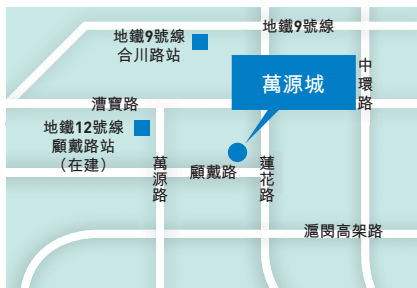 地鐵9號線
地鐵9號線
合川路站
萬源城
中環路
漕寶路
地鐵12號線
顧戴路站
（在建）
萬源路
顧戴路
蓮花路
滬閔高架路